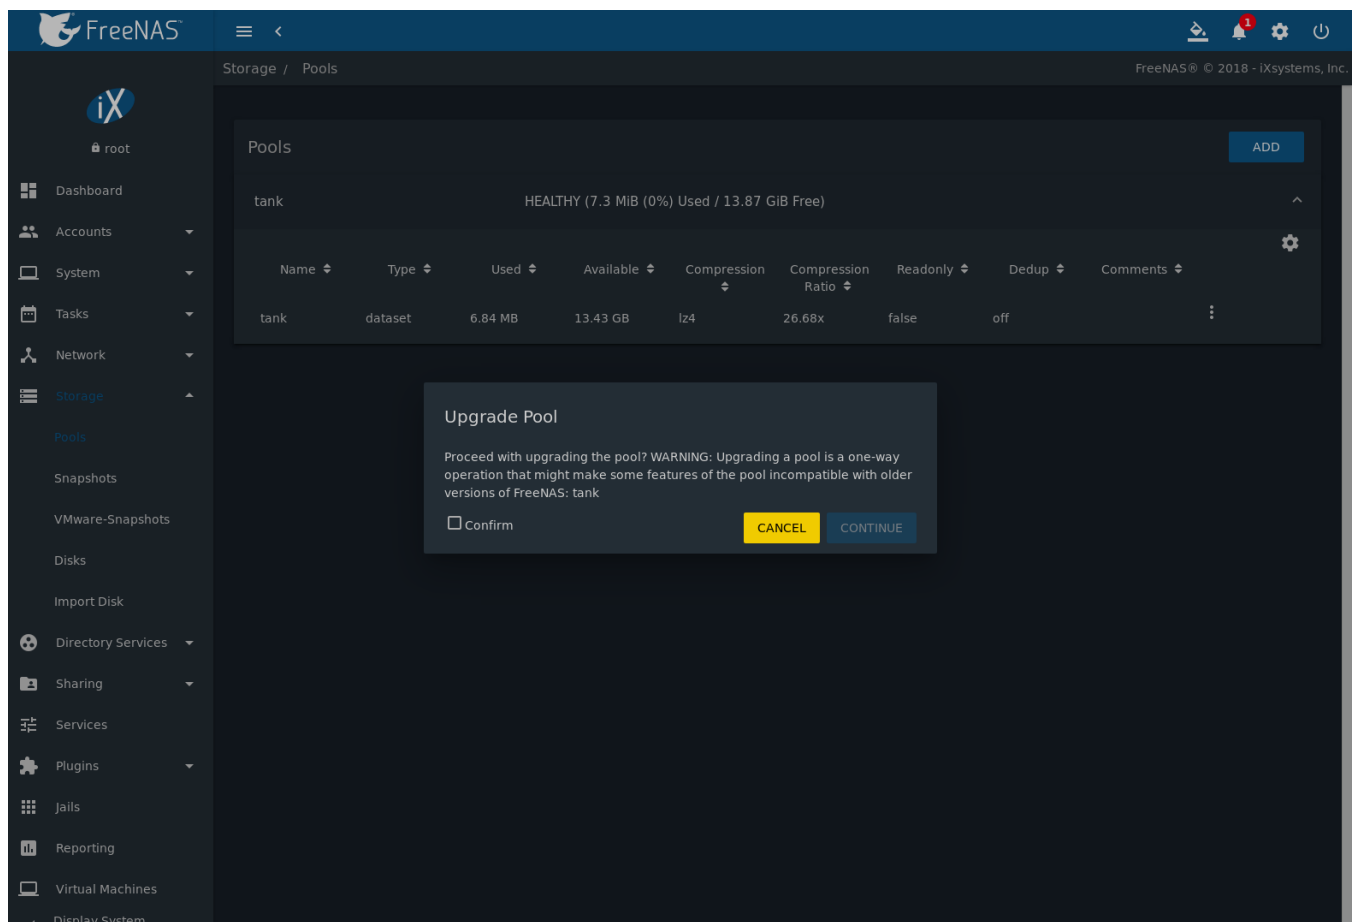 FreeNAS™
1
Storage / Pools
FreeNAS® © 2018 - iXsystems, Inc.
iX
root
Dashboard
Accounts
System
Tasks
Network
Storage
Pools
Snapshots
VMware-Snapshots
Disks
Import Disk
Directory Services
Sharing
Services
Plugins
Jails
Reporting
Virtual Machines
Display System
Pools
ADD
tank HEALTHY (7.3 MiB (0%) Used / 13.87 GiB Free)
Name Type Used Available Compression Compression Ratio Readonly Dedup Comments
tank dataset 6.84 MB 13.43 GB lz4 26.68x false off
Upgrade Pool
Proceed with upgrading the pool? WARNING: Upgrading a pool is a one-way
operation that might make some features of the pool incompatible with older
versions of FreeNAS: tank
Confirm
CANCEL CONTINUE